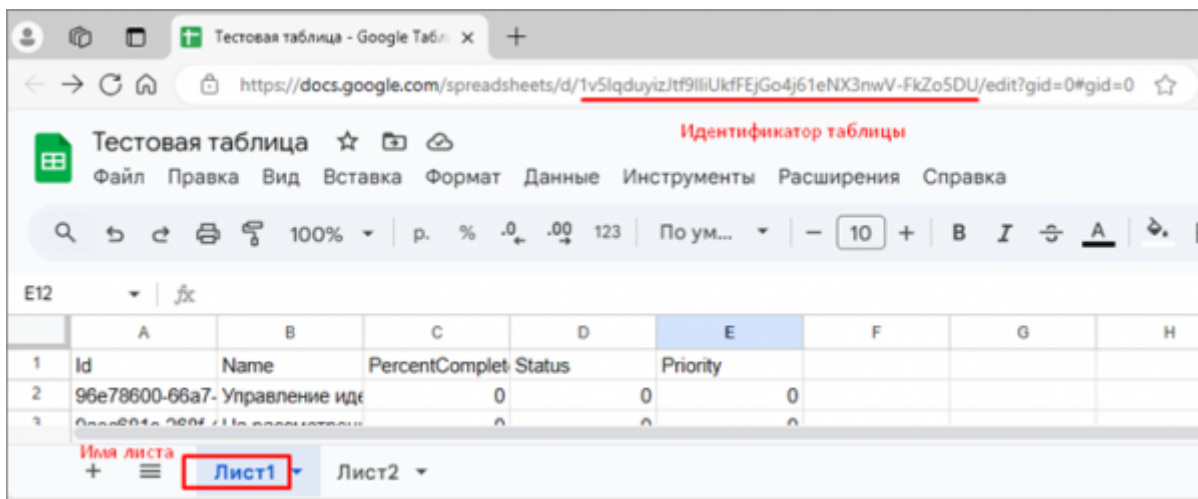 Тестовая таблица - Google Табл
https://docs.google.com/spreadsheets/d/1v5IqduyizJtf9IIiUkfFEjGo4j61eNX3nwV-FkZo5DU/edit?gid=0#gid=0
Идентификатор таблицы
Тестовая таблица
Файл Правка Вид Вставка Формат Данные Инструменты Расширения Справка
100% р. % .0 .00 123 По ум... − 10 + B I A
E12 fx
A B C D E F G H
1 Id Name PercentComplet Status Priority
2 96e78600-66a7- Управление иде 0 0 0
3
Имя листа
+ Лист1 Лист2